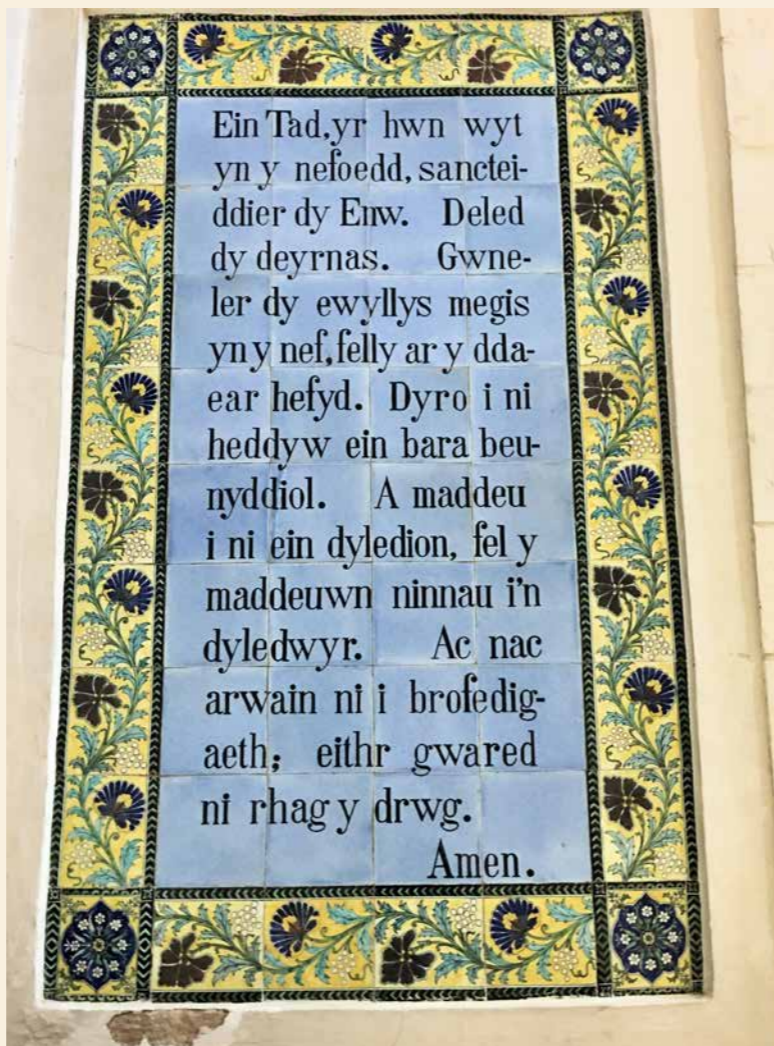 Ein Tad,yr hwn wyt
yn y nefoedd, sanctei-
ddier dy Enw. Deled
dy deyrnas. Gwne-
ler dy ewyllys megis
yn y nef, felly ar y dda-
ear hefyd. Dyro i ni
heddyw ein bara beu-
nyddiol. A maddeu
i ni ein dyledion, fel y
maddeuwn ninnau i'n
dyledwyr. Ac nac
arwain ni i brofedig-
aeth; eithr gwared
ni rhag y drwg.
Amen.